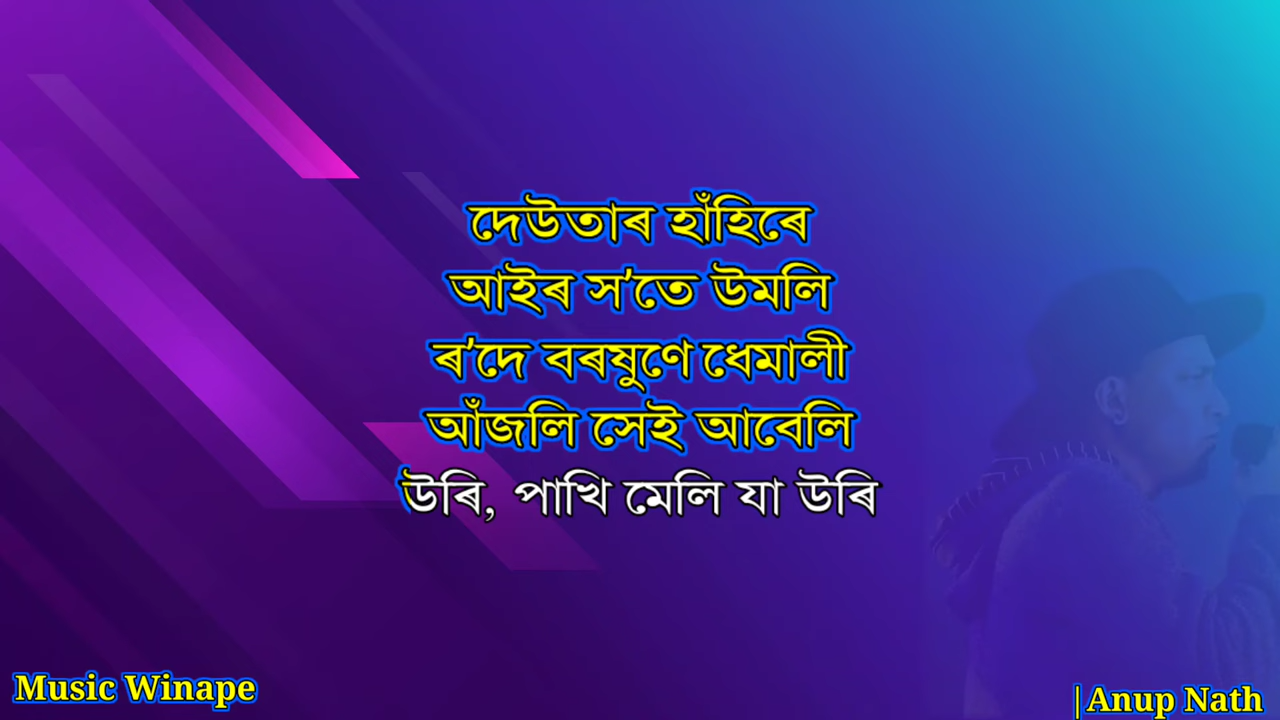 দেউতাৰ হাঁহিৰে
আইৰ স'তে উমলি
ৰ'দে বৰষুণে ধেমালী
আঁজলি সেই আবেলি
উৰি, পাখি মেলি যা উৰি
Music Winape
|Anup Nath